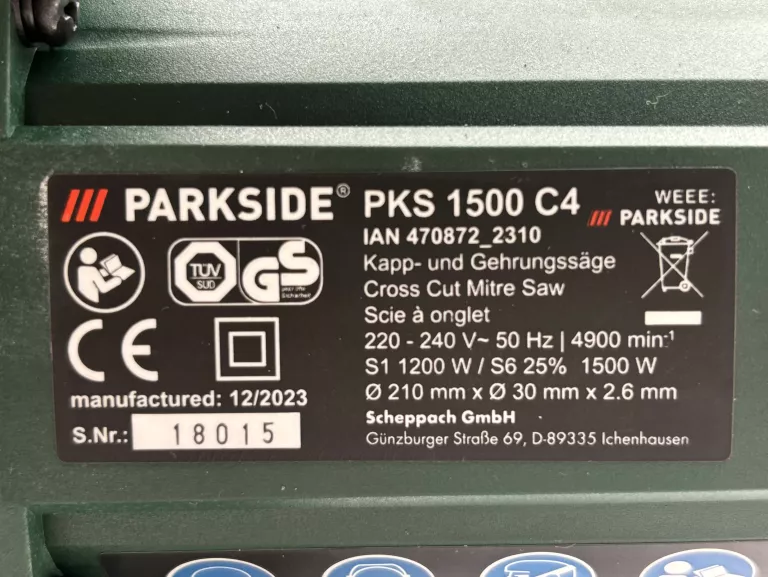 PARKSIDE®
PKS 1500 C4
WEEE:
PARKSIDE
IAN 470872_2310
Kapp- und Gehrungssäge
Cross Cut Mitre Saw
Scie à onglet
220 - 240 V~ 50 Hz | 4900 min-1
S1 1200 W / S6 25% 1500 W
Ø 210 mm x Ø 30 mm x 2.6 mm
Scheppach GmbH
Günzburger Straße 69, D-89335 Ichenhausen
TÜV
SÜD
GS
geprüfte
Sicherheit
CE
manufactured: 12/2023
S.Nr.: 18015